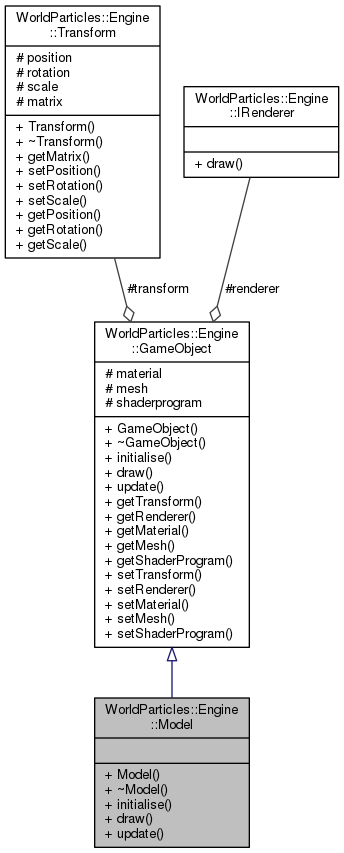 WorldParticles::Engine
::Transform
# position
# rotation
# scale
# matrix
+ Transform()
+ ~Transform()
+ getMatrix()
+ setPosition()
+ setRotation()
+ setScale()
+ getPosition()
+ getRotation()
+ getScale()
WorldParticles::Engine
::IRenderer
+ draw()
#transform
#renderer
WorldParticles::Engine
::GameObject
# material
# mesh
# shaderprogram
+ GameObject()
+ ~GameObject()
+ initialise()
+ draw()
+ update()
+ getTransform()
+ getRenderer()
+ getMaterial()
+ getMesh()
+ getShaderProgram()
+ setTransform()
+ setRenderer()
+ setMaterial()
+ setMesh()
+ setShaderProgram()
WorldParticles::Engine
::Model
+ Model()
+ ~Model()
+ initialise()
+ draw()
+ update()